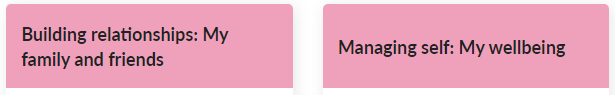 Building relationships: My
family and friends
Managing self: My wellbeing